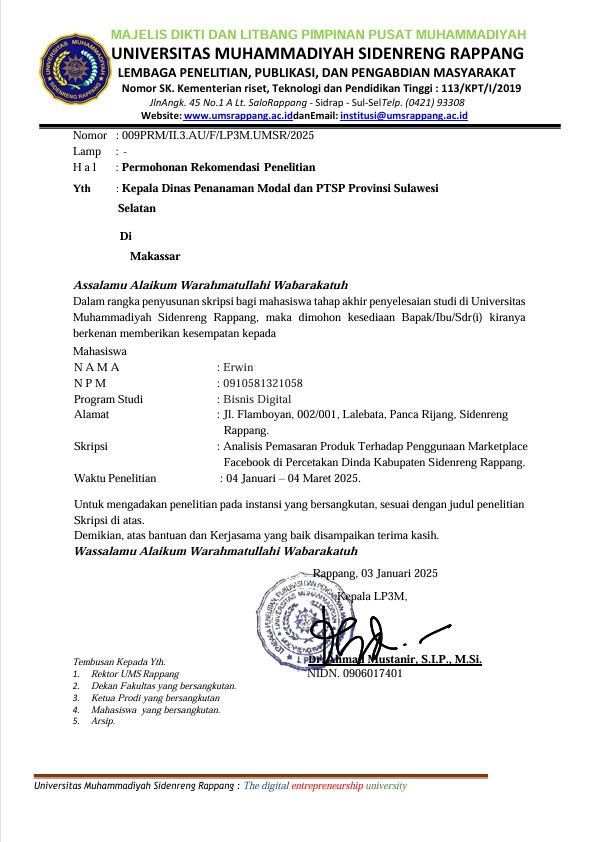 MAJELIS DIKTI DAN LITBANG PIMPINAN PUSAT MUHAMMADIYAH
UNIVERSITAS MUHAMMADIYAH SIDENRENG RAPPANG
LEMBAGA PENELITIAN, PUBLIKASI, DAN PENGABDIAN MASYARAKAT
Nomor SK. Kementerian riset, Teknologi dan Pendidikan Tinggi : 113/KPT/I/2019
JlnAngk. 45 No.1 A Lt. SaloRappang - Sidrap - Sul-SelTelp. (0421) 93308
Website: www.umsrappang.ac.iddanEmail: institusi@umsrappang.ac.id
UNIVERSITAS MUHAMMADIYAH
SIDENRENG RAPPANG
Nomor : 009PRM/II.3.AU/F/LP3M.UMSR/2025
Lamp : -
H a l : Permohonan Rekomendasi Penelitian
Yth : Kepala Dinas Penanaman Modal dan PTSP Provinsi Sulawesi
Selatan
Di
Makassar
Assalamu Alaikum Warahmatullahi Wabarakatuh
Dalam rangka penyusunan skripsi bagi mahasiswa tahap akhir penyelesaian studi di Universitas
Muhammadiyah Sidenreng Rappang, maka dimohon kesediaan Bapak/Ibu/Sdr(i) kiranya
berkenan memberikan kesempatan kepada
Mahasiswa
N A M A : Erwin
N P M : 0910581321058
Program Studi : Bisnis Digital
Alamat : Jl. Flamboyan, 002/001, Lalebata, Panca Rijang, Sidenreng
Rappang.
Skripsi : Analisis Pemasaran Produk Terhadap Penggunaan Marketplace
Facebook di Percetakan Dinda Kabupaten Sidenreng Rappang.
Waktu Penelitian : 04 Januari – 04 Maret 2025.
Untuk mengadakan penelitian pada instansi yang bersangkutan, sesuai dengan judul penelitian
Skripsi di atas.
Demikian, atas bantuan dan Kerjasama yang baik disampaikan terima kasih.
Wassalamu Alaikum Warahmatullahi Wabarakatuh
Rappang, 03 Januari 2025
Kepala LP3M,
Dr. Ahmad Mustanir, S.I.P., M.Si.
NIDN. 0906017401
Tembusan Kepada Yth.
1. Rektor UMS Rappang
2. Dekan Fakultas yang bersangkutan.
3. Ketua Prodi yang bersangkutan
4. Mahasiswa yang bersangkutan.
5. Arsip.
Universitas Muhammadiyah Sidenreng Rappang : The digital entrepreneurship university